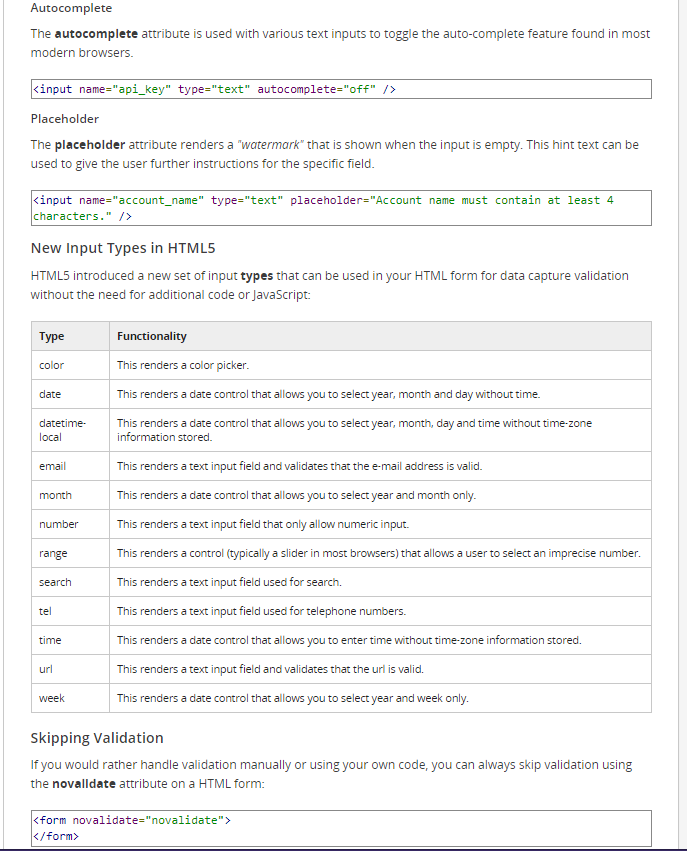 Autocomplete
The autocomplete attribute is used with various text inputs to toggle the auto-complete feature found in most
modern browsers.
<input name="api_key" type="text" autocomplete="off" />
Placeholder
The placeholder attribute renders a "watermark" that is shown when the input is empty. This hint text can be
used to give the user further instructions for the specific field.
<input name="account_name" type="text" placeholder="Account name must contain at least 4
characters." />
New Input Types in HTML5
HTML5 introduced a new set of input types that can be used in your HTML form for data capture validation
without the need for additional code or JavaScript:
Type Functionality
color This renders a color picker.
date This renders a date control that allows you to select year, month and day without time.
datetime- This renders a date control that allows you to select year, month, day and time without time-zone
local information stored.
email This renders a text input field and validates that the e-mail address is valid.
month This renders a date control that allows you to select year and month only.
number This renders a text input field that only allow numeric input.
range This renders a control (typically a slider in most browsers) that allows a user to select an imprecise number.
search This renders a text input field used for search.
tel This renders a text input field used for telephone numbers.
time This renders a date control that allows you to enter time without time-zone information stored.
url This renders a text input field and validates that the url is valid.
week This renders a date control that allows you to select year and week only.
Skipping Validation
If you would rather handle validation manually or using your own code, you can always skip validation using
the novalidate attribute on a HTML form:
<form novalidate="novalidate">
</form>